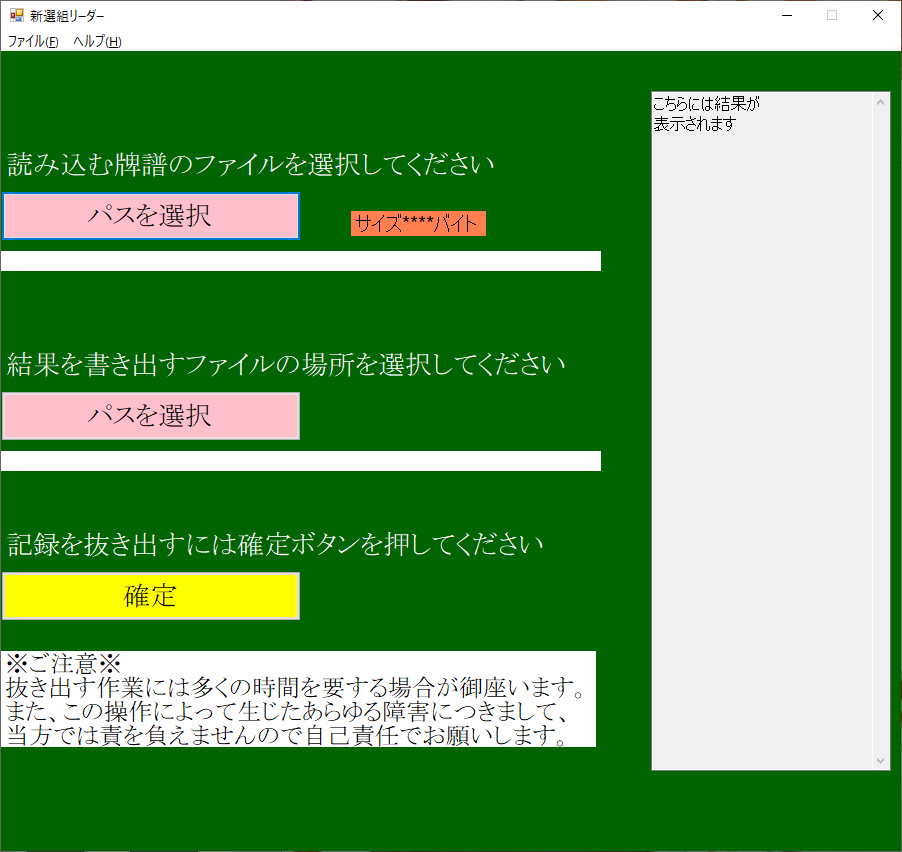 新選組リーダー
ファイル(F) ヘルプ(H)
読み込む牌譜のファイルを選択してください
パスを選択
サイズ****バイト
結果を書き出すファイルの場所を選択してください
パスを選択
記録を抜き出すには確定ボタンを押してください
確定
※ご注意※
抜き出す作業には多くの時間を要する場合が御座います。
また、この操作によって生じたあらゆる障害につきまして、
当方では責を負えませんので自己責任でお願いします。
こちらには結果が
表示されます